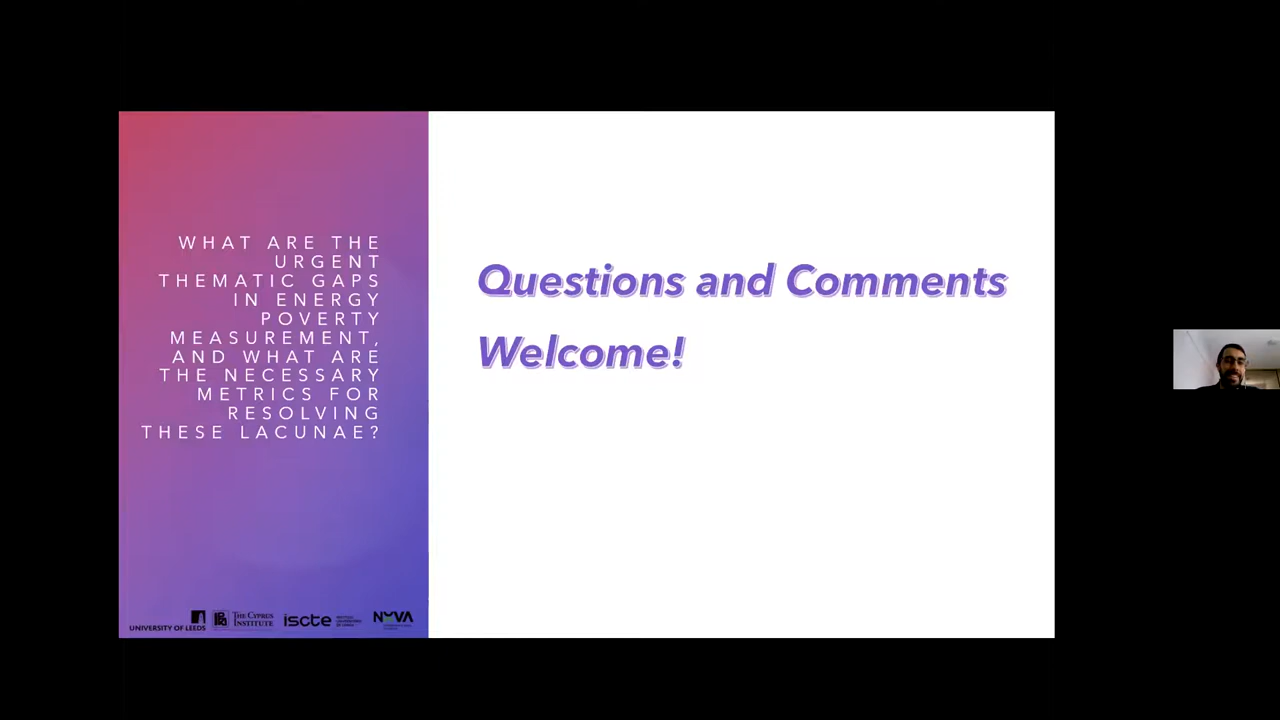 WHAT ARE THE
URGENT
THEMATIC GAPS
IN ENERGY
POVERTY
MEASUREMENT,
AND WHAT ARE
THE NECESSARY
METRICS FOR
RESOLVING
THESE LACUNAE?
Questions and Comments
Welcome!
UNIVERSITY OF LEEDS
THE CYPRUS
INSTITUTE
iscte
NOVA